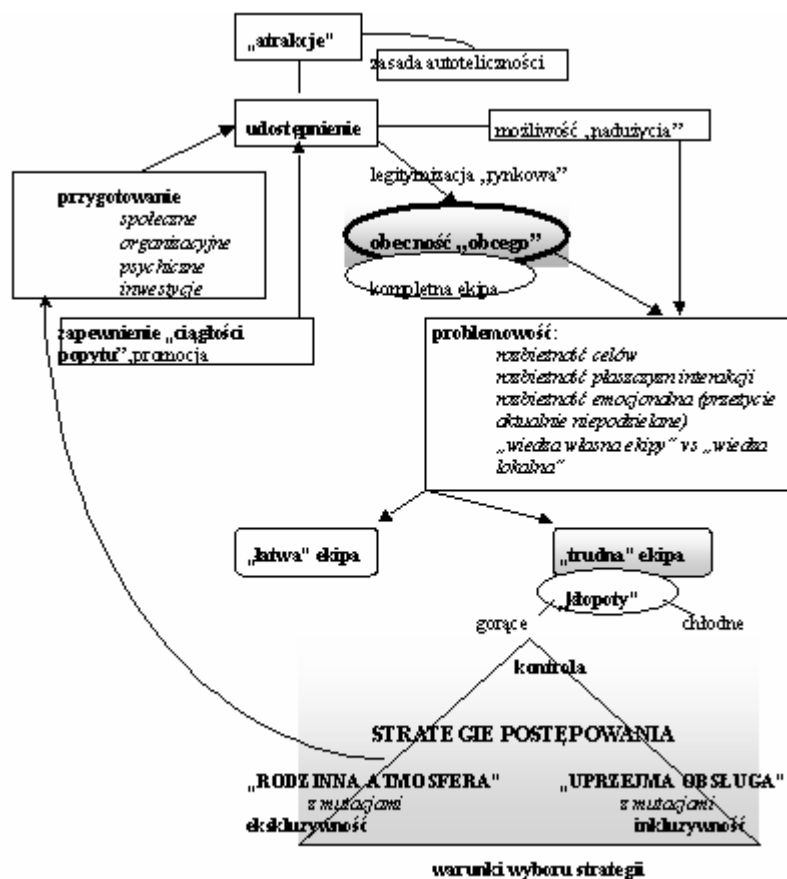 „atrakcje"
zasada autoteliczności
udostępnienie
możliwość „nadużycia"
legitymizacja „rynkowa"
przygotowanie
społeczne
organizacyjne
psychiczne
inwestycje
obecność „obcego"
kompletna ekipa
zapewnienie „ciągłości
popytu", promocja
problemowość:
rozbieżność celów
rozbieżność płaszczyzn interakcji
rozbieżność emocjonalna (przeżycie
aktualnie niepodzielane)
„wiedza własna ekipy" vs „wiedza
lokalna"
„łatwa" ekipa
„trudna" ekipa
„kłopoty"
gorące
chłodne
kontrola
STRATEGIE POSTĘPOWANIA
„RODZINNA ATMOSFERA"
„UPRZEJMA OBSŁUGA"
z mutacjami
z mutacjami
ekskluzywność
inkluzywność
warunki wyboru strategii